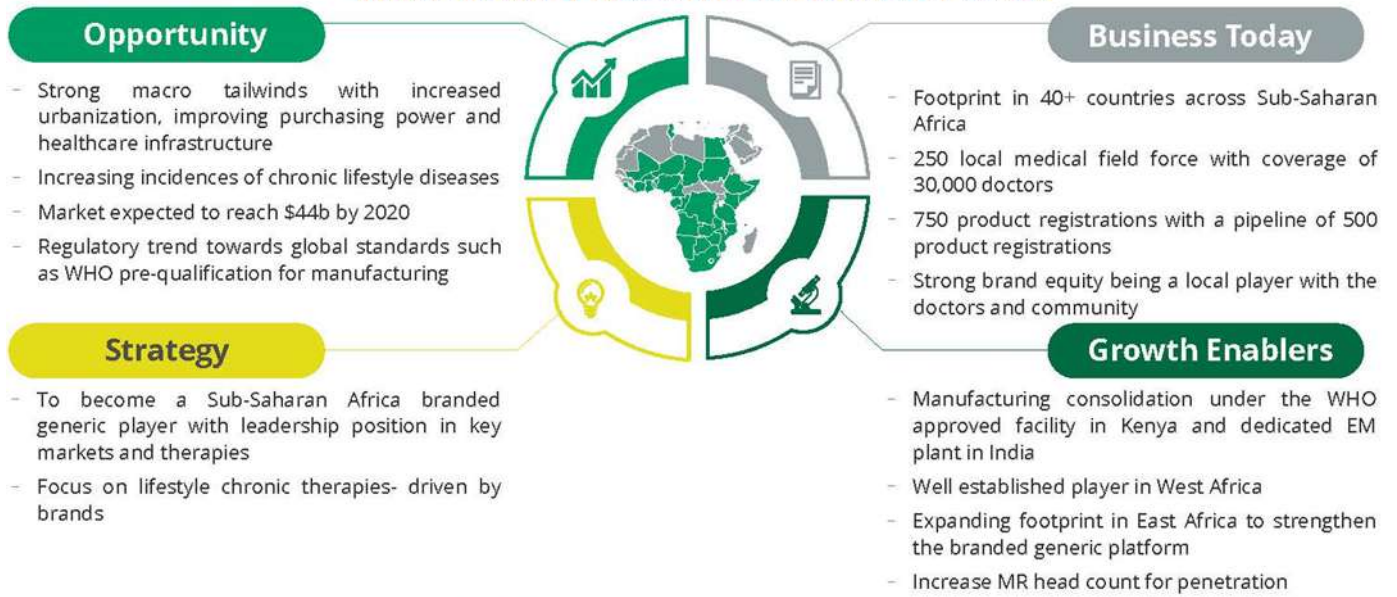 Opportunity
- Strong macro tailwinds with increased
urbanization, improving purchasing power and
healthcare infrastructure
- Increasing incidences of chronic lifestyle diseases
- Market expected to reach $44b by 2020
- Regulatory trend towards global standards such
as WHO pre-qualification for manufacturing
Business Today
- Footprint in 40+ countries across Sub-Saharan
Africa
- 250 local medical field force with coverage of
30,000 doctors
- 750 product registrations with a pipeline of 500
product registrations
- Strong brand equity being a local player with the
doctors and community
Strategy
- To become a Sub-Saharan Africa branded
generic player with leadership position in key
markets and therapies
- Focus on lifestyle chronic therapies- driven by
brands
Growth Enablers
- Manufacturing consolidation under the WHO
approved facility in Kenya and dedicated EM
plant in India
- Well established player in West Africa
- Expanding footprint in East Africa to strengthen
the branded generic platform
- Increase MR head count for penetration